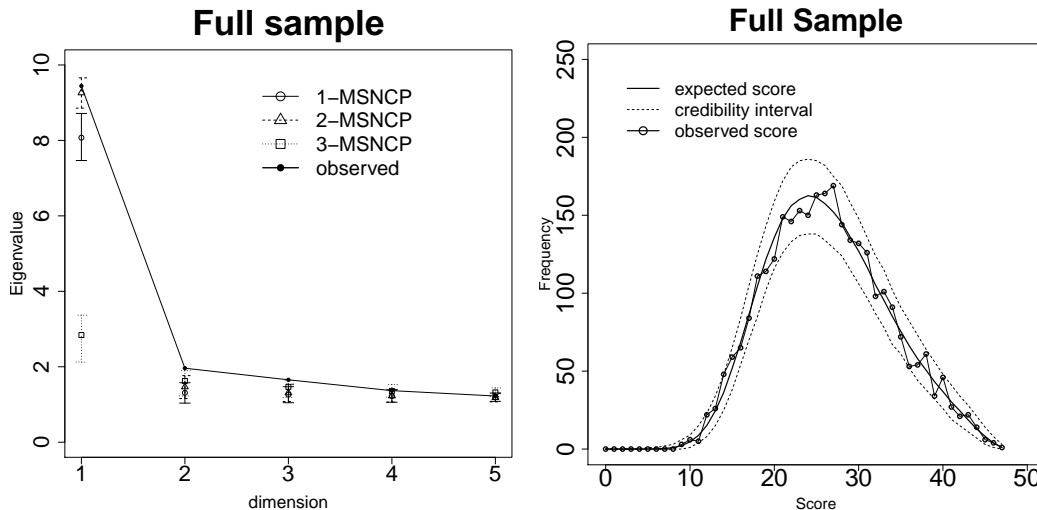 Full sample
Eigenvalue
10
8
6
4
2
0
1−MSNCP
2−MSNCP
3−MSNCP
observed
1 2 3 4 5
dimension
Full Sample
Frequency
250
200
150
100
50
0
expected score
credibility interval
observed score
0 10 20 30 40 50
Score